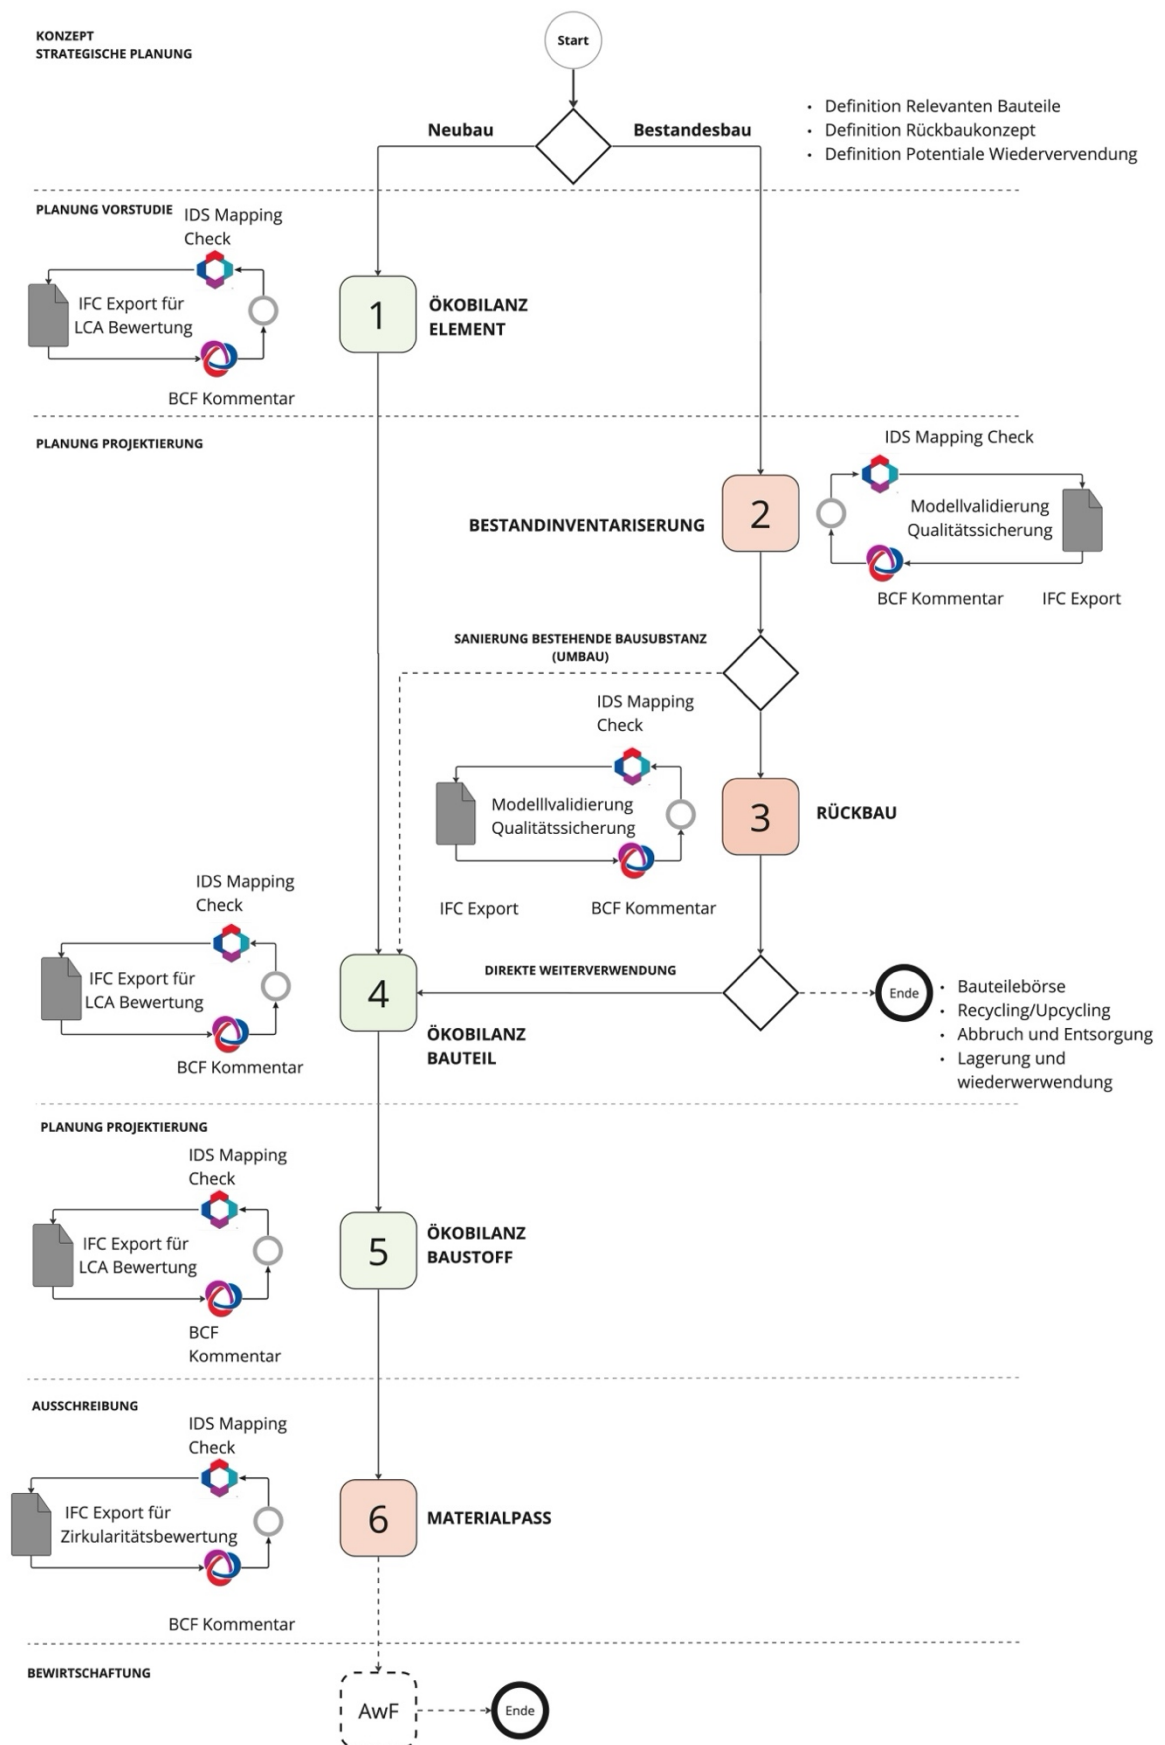 KONZEPT
STRATEGISCHE PLANUNG
Start
Neubau
Bestandesbau
• Definition Relevanten Bauteile
• Definition Rückbaukonzept
• Definition Potentiale Wiedervervendung
PLANUNG VORSTUDIE
IDS Mapping
Check
IFC Export für
LCA Bewertung
BCF Kommentar
1
ÖKOBILANZ
ELEMENT
PLANUNG PROJEKTIERUNG
IDS Mapping Check
BESTANDINVENTARISERUNG
2
Modellvalidierung
Qualitätssicherung
BCF Kommentar
IFC Export
SANIERUNG BESTEHENDE BAUSUBSTANZ
(UMBAU)
IDS Mapping
Check
Modelllvalidierung
Qualitätssicherung
IFC Export
BCF Kommentar
3
RÜCKBAU
IDS Mapping
Check
IFC Export für
LCA Bewertung
BCF Kommentar
4
ÖKOBILANZ
BAUTEIL
DIREKTE WEITERVERWENDUNG
Ende
• Bauteilebörse
• Recycling/Upcycling
• Abbruch und Entsorgung
• Lagerung und
wiederwerwendung
PLANUNG PROJEKTIERUNG
IDS Mapping
Check
IFC Export für
LCA Bewertung
BCF
Kommentar
5
ÖKOBILANZ
BAUSTOFF
AUSSCHREIBUNG
IDS Mapping
Check
IFC Export für
Zirkularitätsbewertung
BCF Kommentar
6
MATERIALPASS
BEWIRTSCHAFTUNG
AwF
Ende